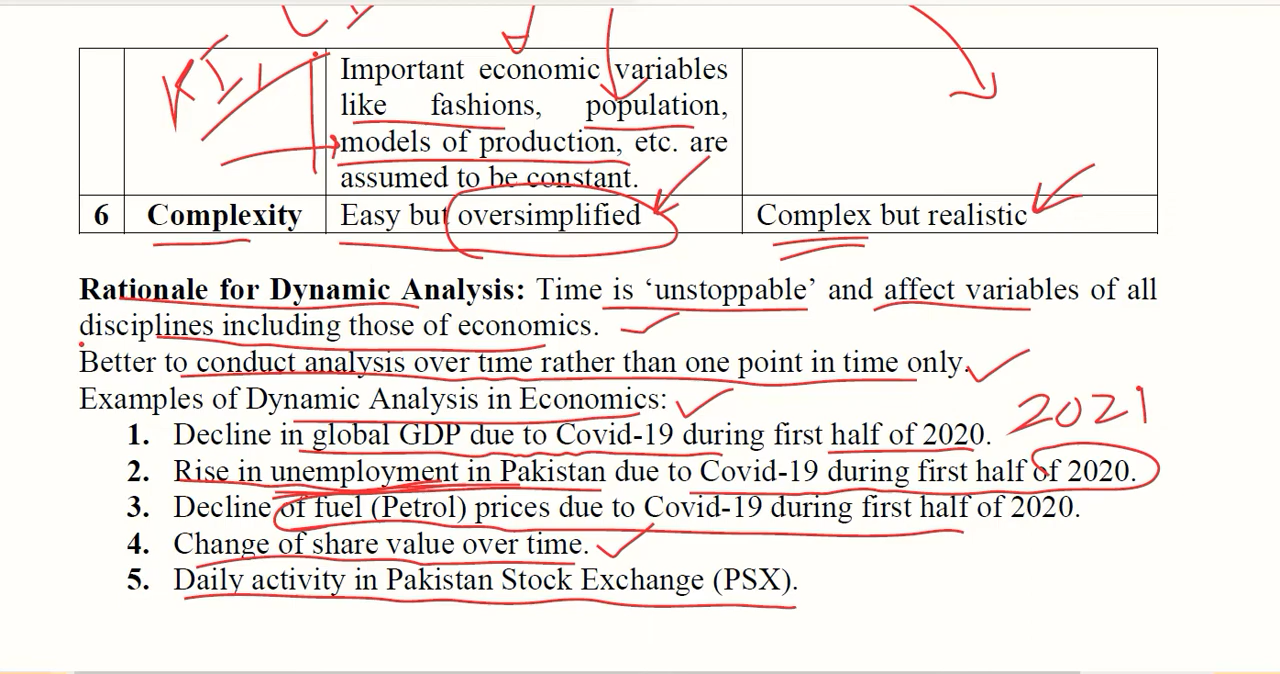 Important economic variables
like fashions, population,
models of production, etc. are
assumed to be constant.
6 Complexity Easy but oversimplified Complex but realistic
Rationale for Dynamic Analysis: Time is ‘unstoppable’ and affect variables of all
disciplines including those of economics.
Better to conduct analysis over time rather than one point in time only.
Examples of Dynamic Analysis in Economics:
2021
1. Decline in global GDP due to Covid-19 during first half of 2020.
2. Rise in unemployment in Pakistan due to Covid-19 during first half of 2020.
3. Decline of fuel (Petrol) prices due to Covid-19 during first half of 2020.
4. Change of share value over time.
5. Daily activity in Pakistan Stock Exchange (PSX).